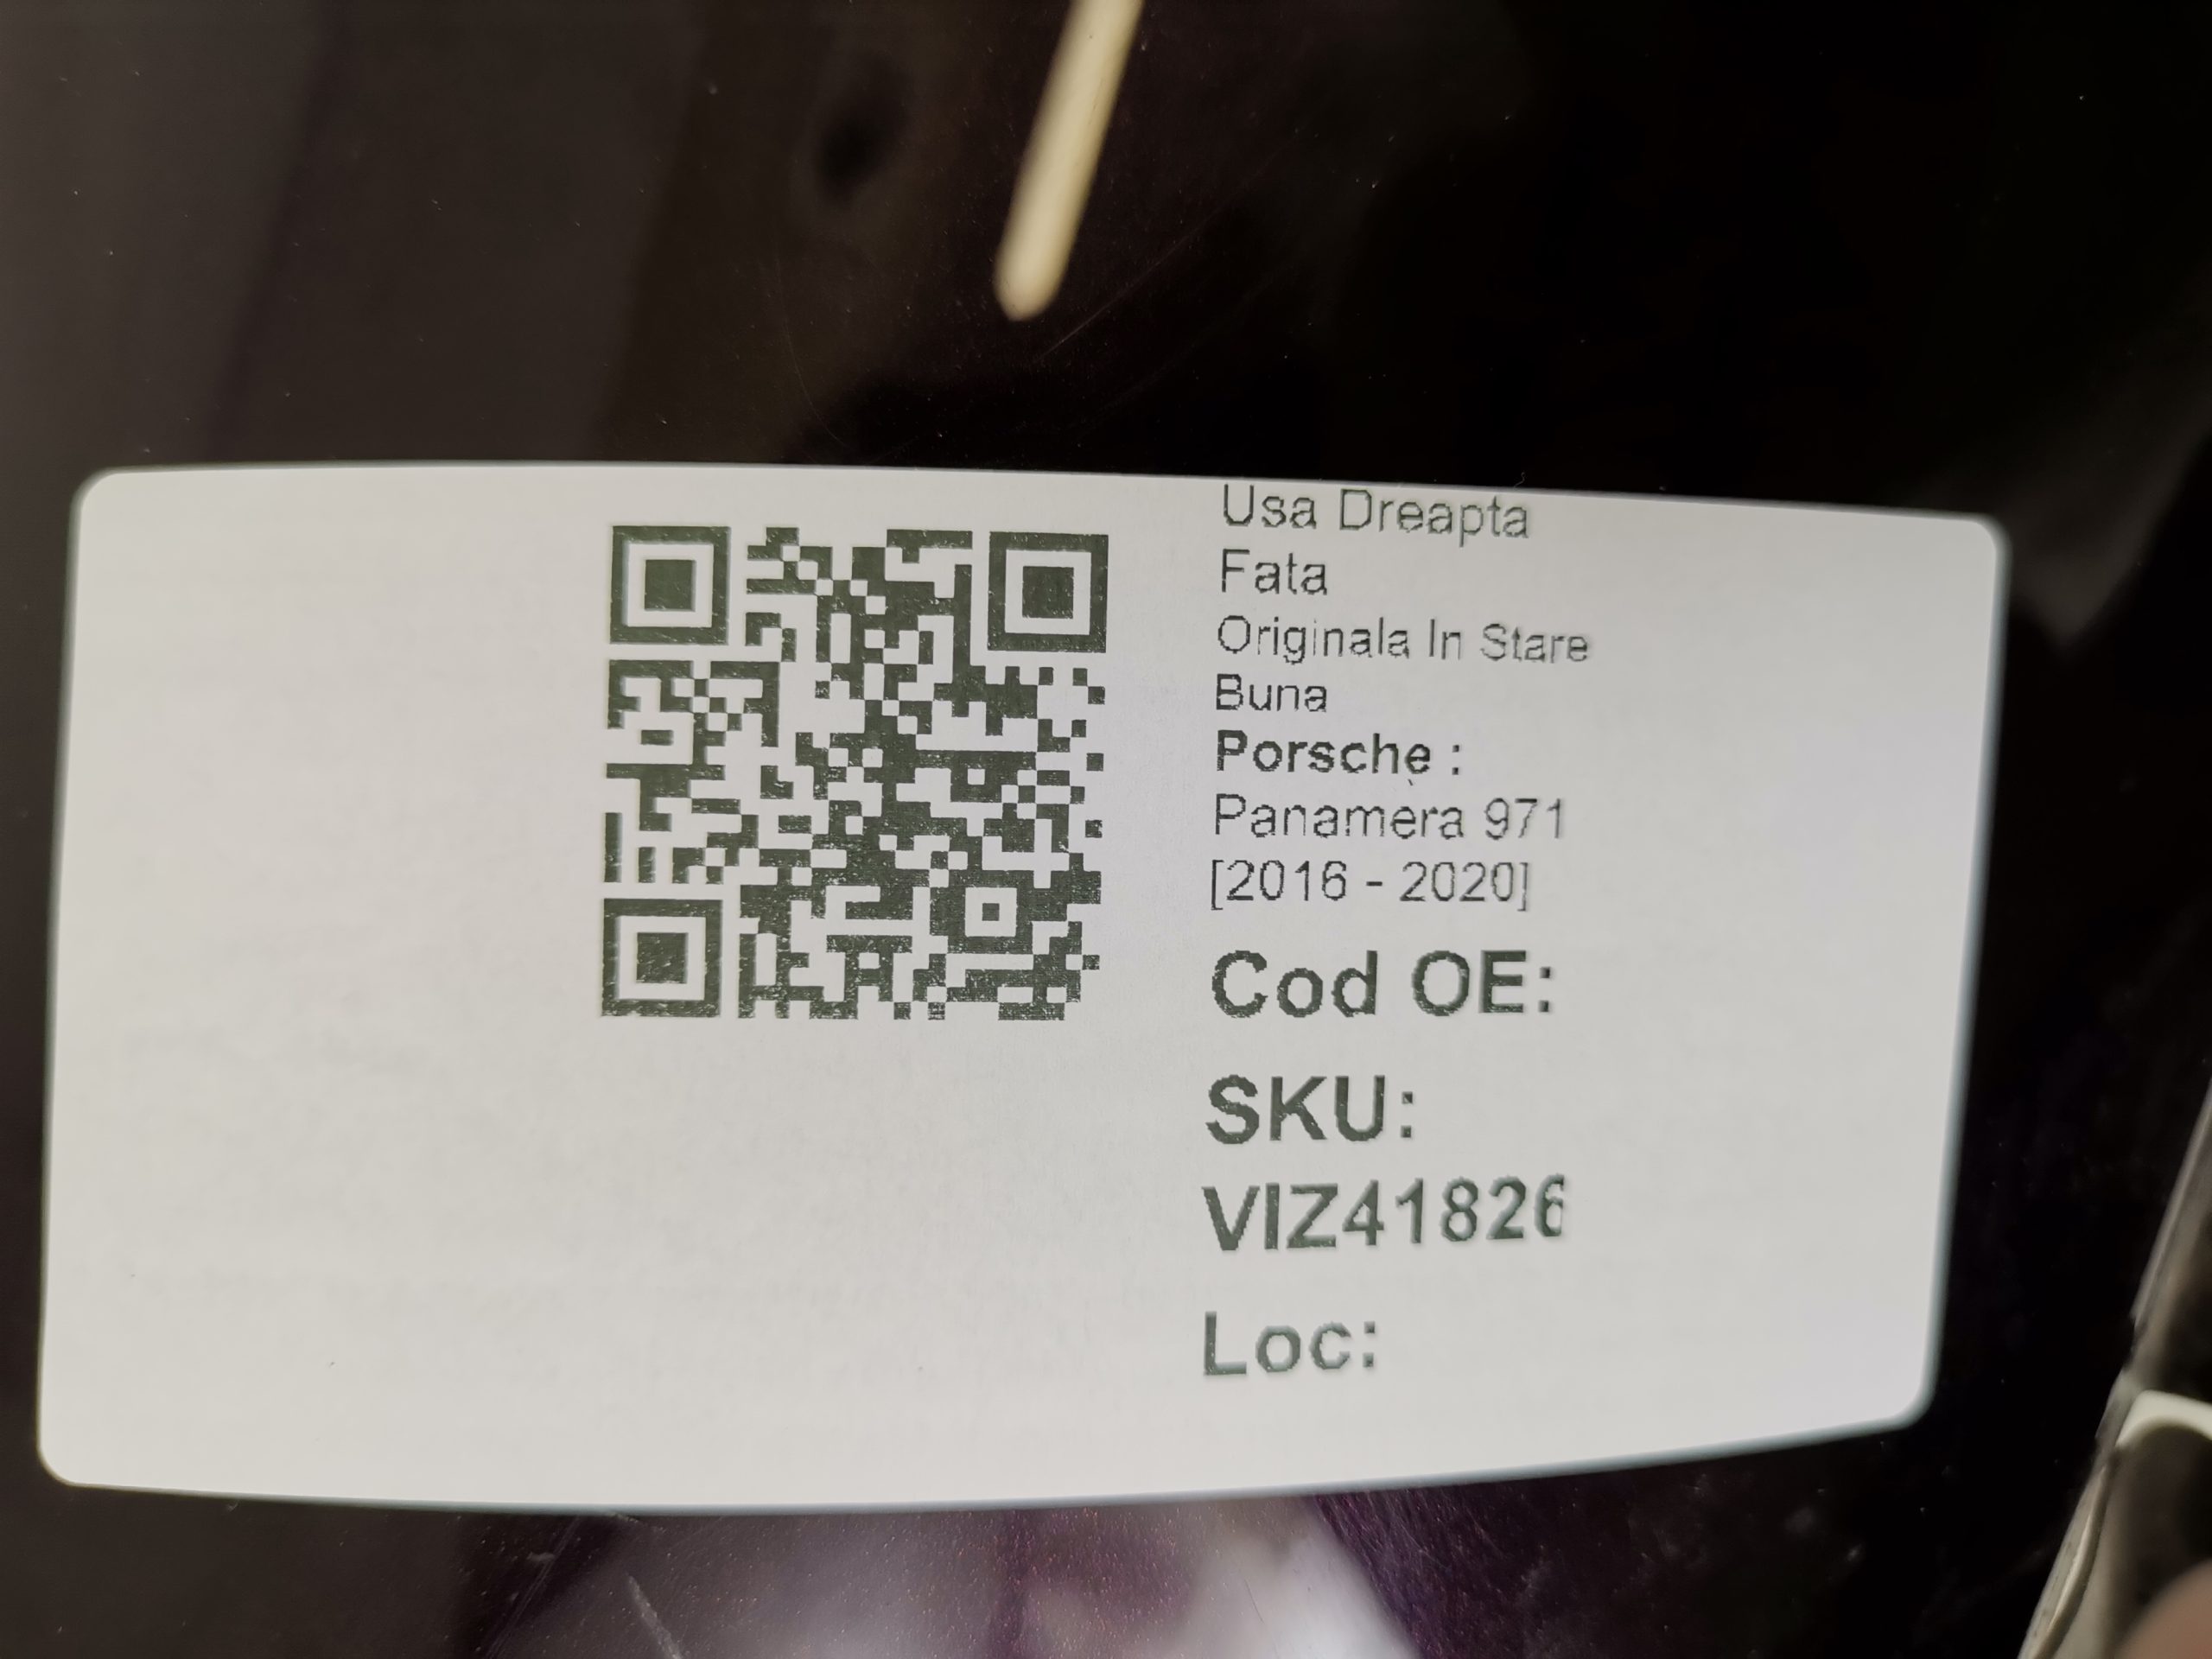 Usa Dreapta
Fata
Originala In Stare
Buna
Porsche :
Panamera 971
[2016 - 2020]
Cod OE:
SKU:
VIZ41826
Loc: